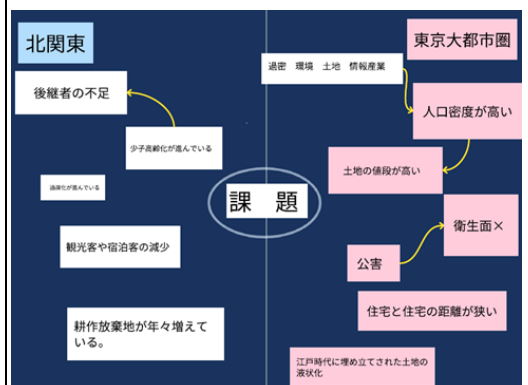 北関東
後継者の不足
少子高齢化が進んでいる
過疎化が進んでいる
観光客や宿泊客の減少
耕作放棄地が年々増えて
いる。
課　題
東京大都市圏
過密　環境　土地　情報産業
人口密度が高い
土地の値段が高い
衛生面×
公害
住宅と住宅の距離が狭い
江戸時代に埋め立てされた土地の
液状化